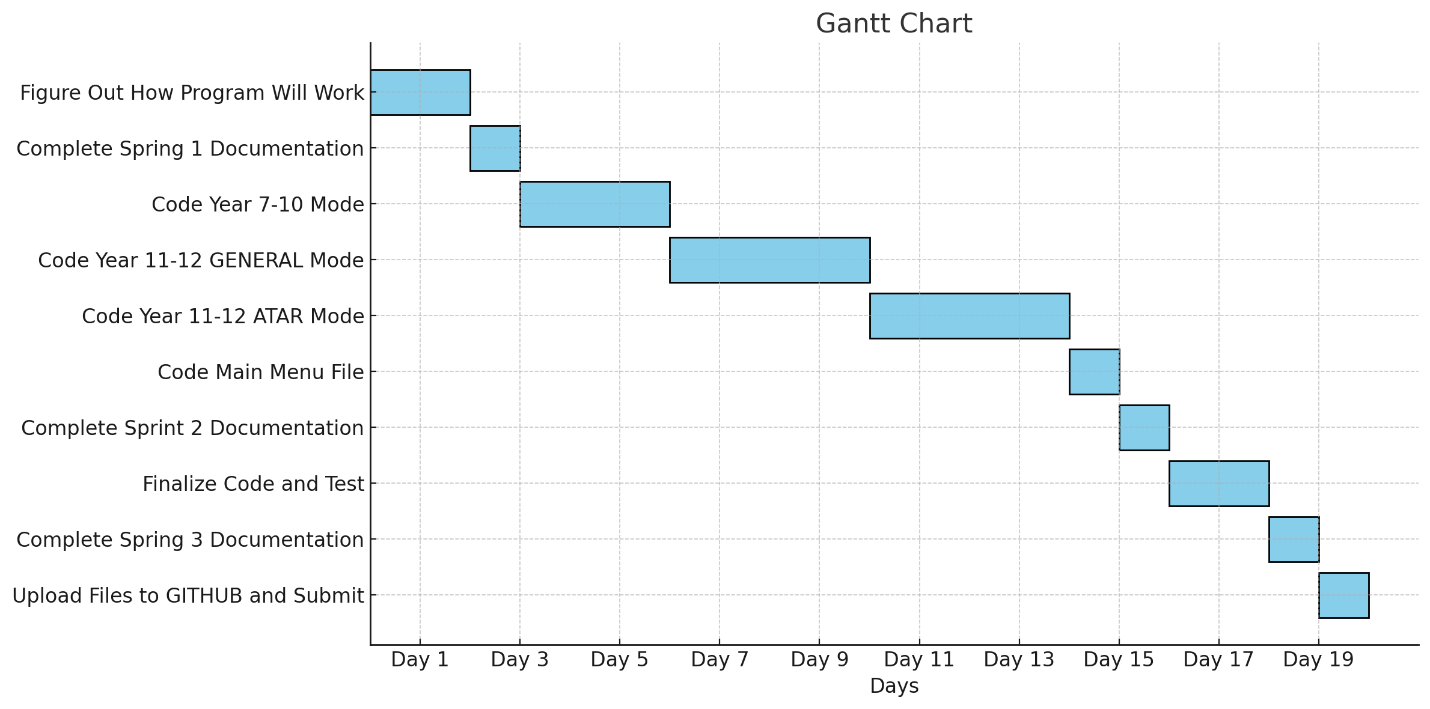 Gantt Chart
Figure Out How Program Will Work
Complete Spring 1 Documentation
Code Year 7-10 Mode
Code Year 11-12 GENERAL Mode
Code Year 11-12 ATAR Mode
Code Main Menu File
Complete Sprint 2 Documentation
Finalize Code and Test
Complete Spring 3 Documentation
Upload Files to GITHUB and Submit
Day 1 Day 3 Day 5 Day 7 Day 9 Day 11 Day 13 Day 15 Day 17 Day 19
Days